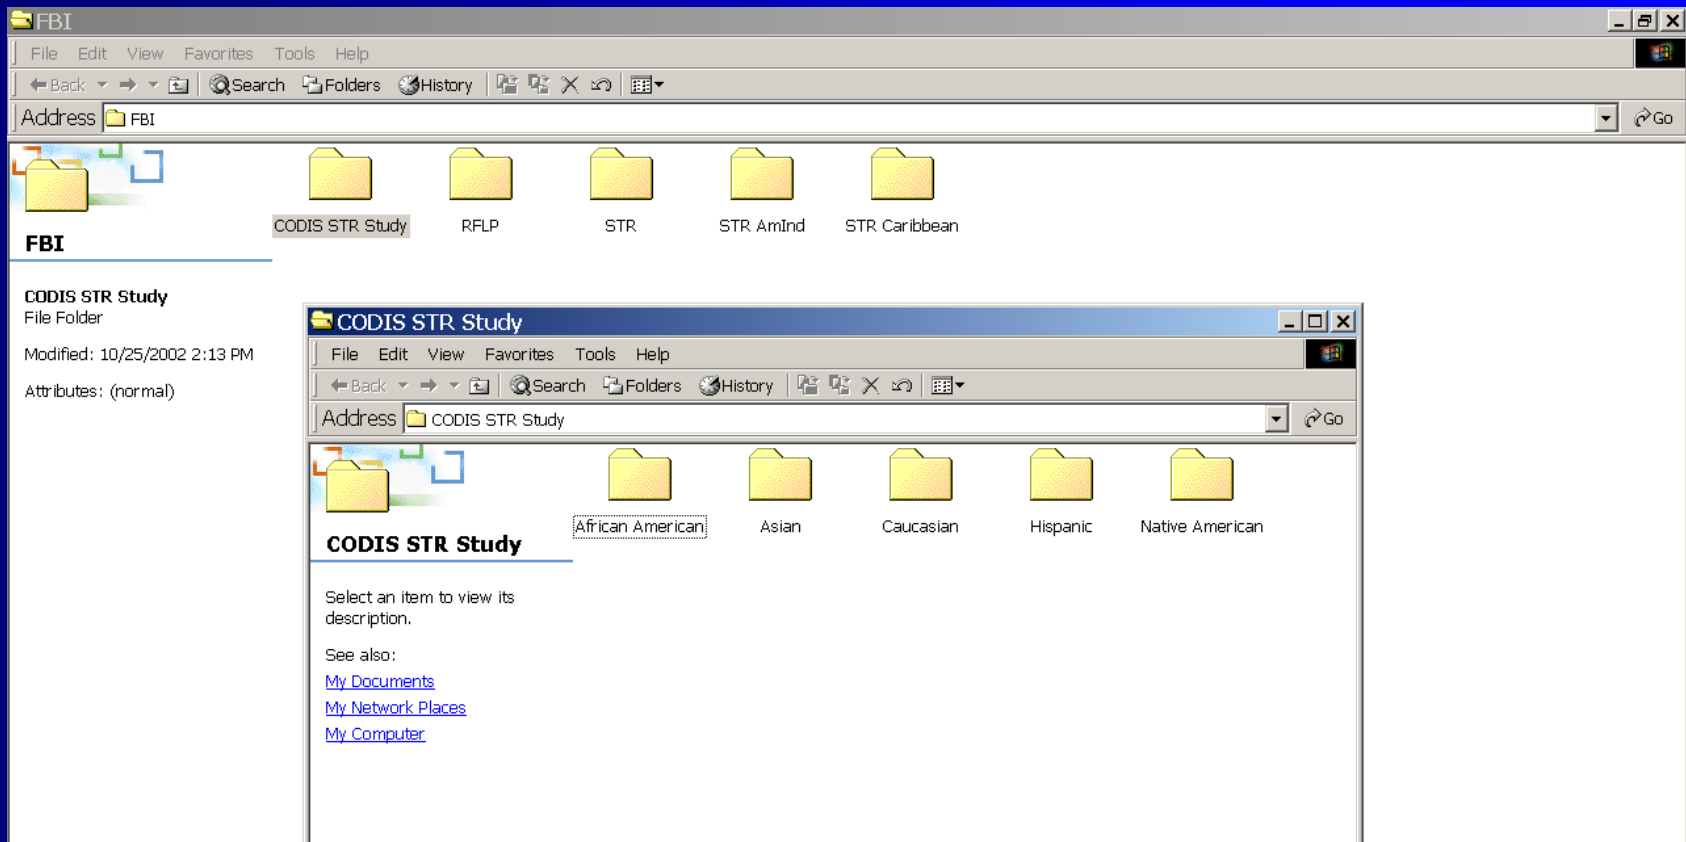 FBI
File Edit View Favorites Tools Help
Back Search Folders History
Address FBI Go
CODIS STR Study RFLP STR STR AmInd STR Caribbean
FBI
CODIS STR Study
File Folder
Modified: 10/25/2002 2:13 PM
Attributes: (normal)
CODIS STR Study
File Edit View Favorites Tools Help
Back Search Folders History
Address CODIS STR Study Go
African American Asian Caucasian Hispanic Native American
CODIS STR Study
Select an item to view its
description.
See also:
My Documents
My Network Places
My Computer